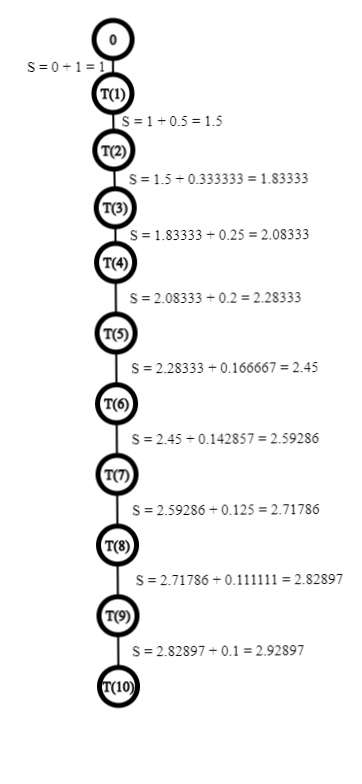 0
S = 0 + 1 = 1
T(1)
S = 1 + 0.5 = 1.5
T(2)
S = 1.5 + 0.333333 = 1.83333
T(3)
S = 1.83333 + 0.25 = 2.08333
T(4)
S = 2.08333 + 0.2 = 2.28333
T(5)
S = 2.28333 + 0.166667 = 2.45
T(6)
S = 2.45 + 0.142857 = 2.59286
T(7)
S = 2.59286 + 0.125 = 2.71786
T(8)
S = 2.71786 + 0.111111 = 2.82897
T(9)
S = 2.82897 + 0.1 = 2.92897
T(10)